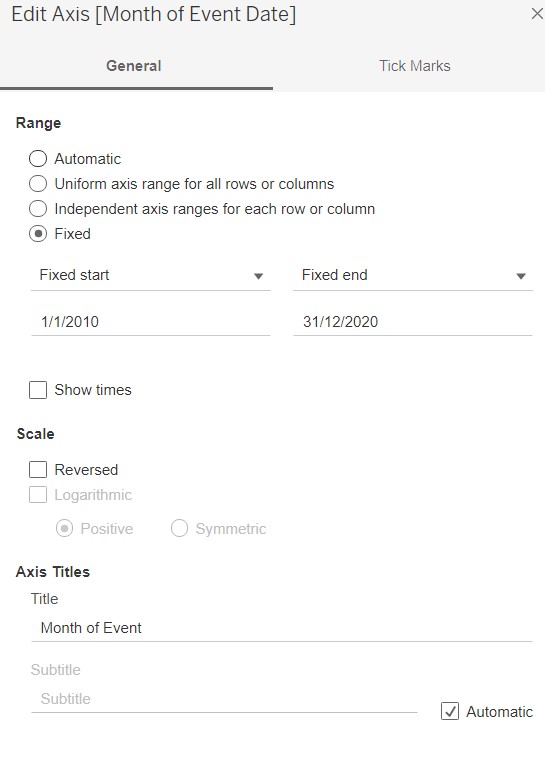 Edit Axis [Month of Event Date]
General Tick Marks
Range
Automatic
Uniform axis range for all rows or columns
Independent axis ranges for each row or column
Fixed
Fixed start Fixed end
1/1/2010 31/12/2020
Show times
Scale
Reversed
Logarithmic
Positive Symmetric
Axis Titles
Title
Month of Event
Subtitle
Subtitle
Automatic